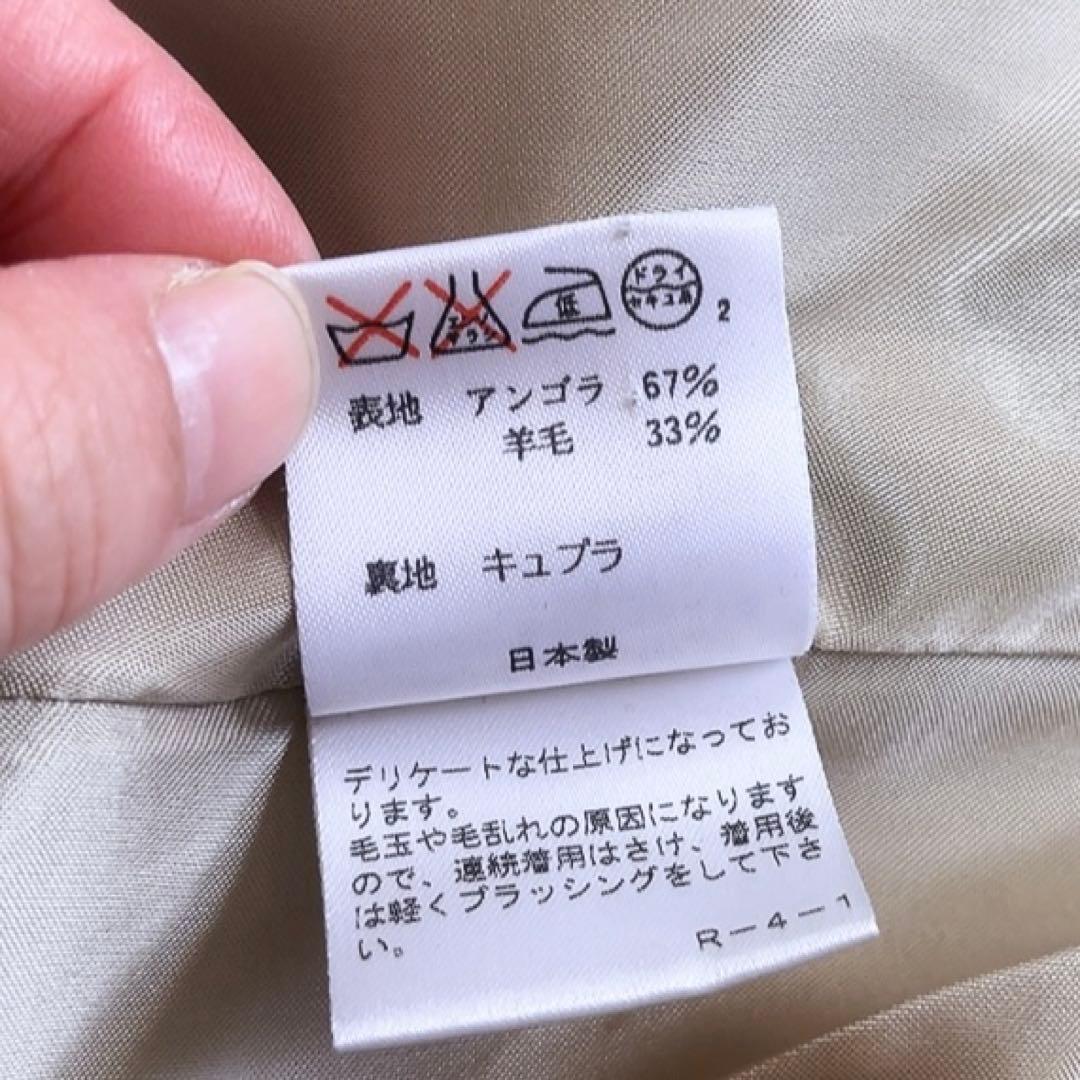 エンソ
サラシ
低
ドライ
セキユ系
2
表地 アンゴラ 67%
羊毛 33%
裏地 キュプラ
日本製
デリケートな仕上げになってお
ります。
毛玉や毛乱れの原因になります
ので、連続着用はさけ、着用後
は軽くブラッシングをして下さ
い。
R-4-1